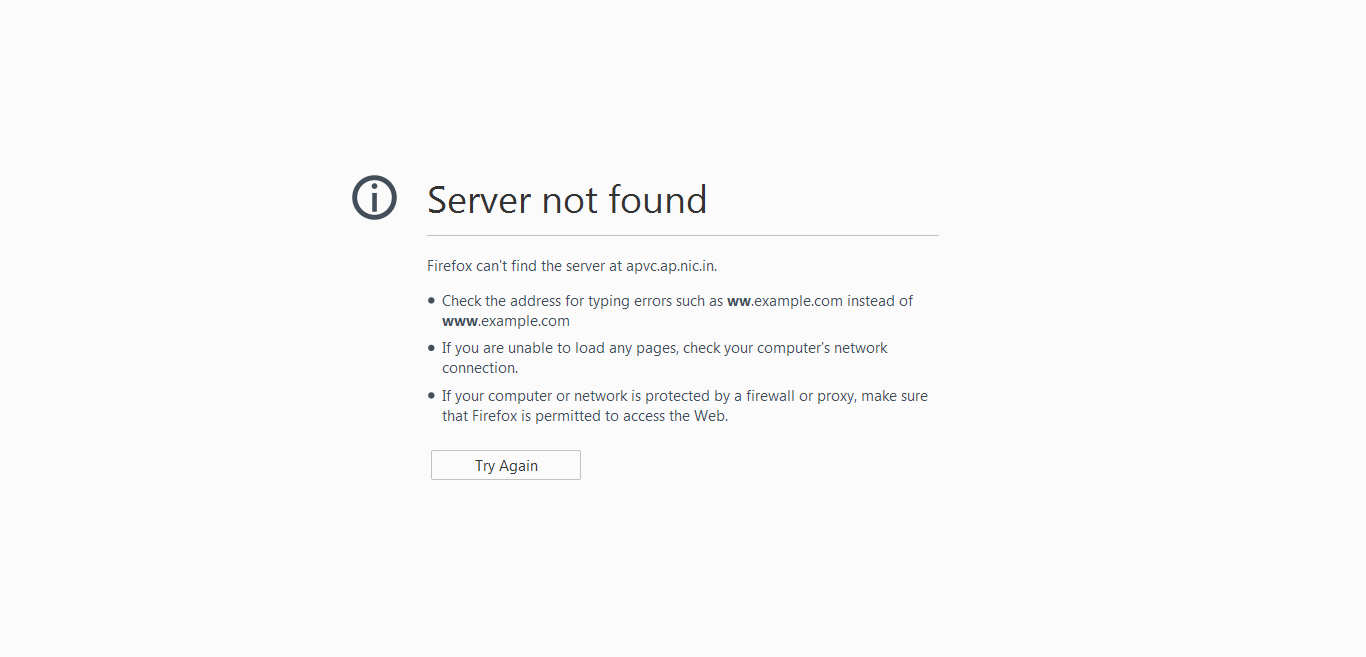 Server not found
Firefox can't find the server at apvc.ap.nic.in.
Check the address for typing errors such as ww.example.com instead of
www.example.com
If you are unable to load any pages, check your computer's network
connection.
If your computer or network is protected by a firewall or proxy, make sure
that Firefox is permitted to access the Web.
Try Again